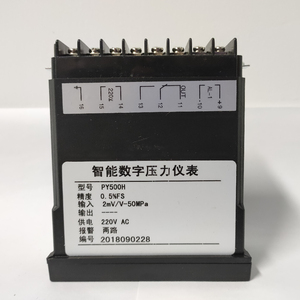 16 15 14 13 12 11 10 9
220V
OUT
智能数字压力仪表
型号 PY500H
精度 0.5%FS
输入 2mV/V-50MPa
输出 ----
供电 220V AC
报警 两路
编号 2018090228